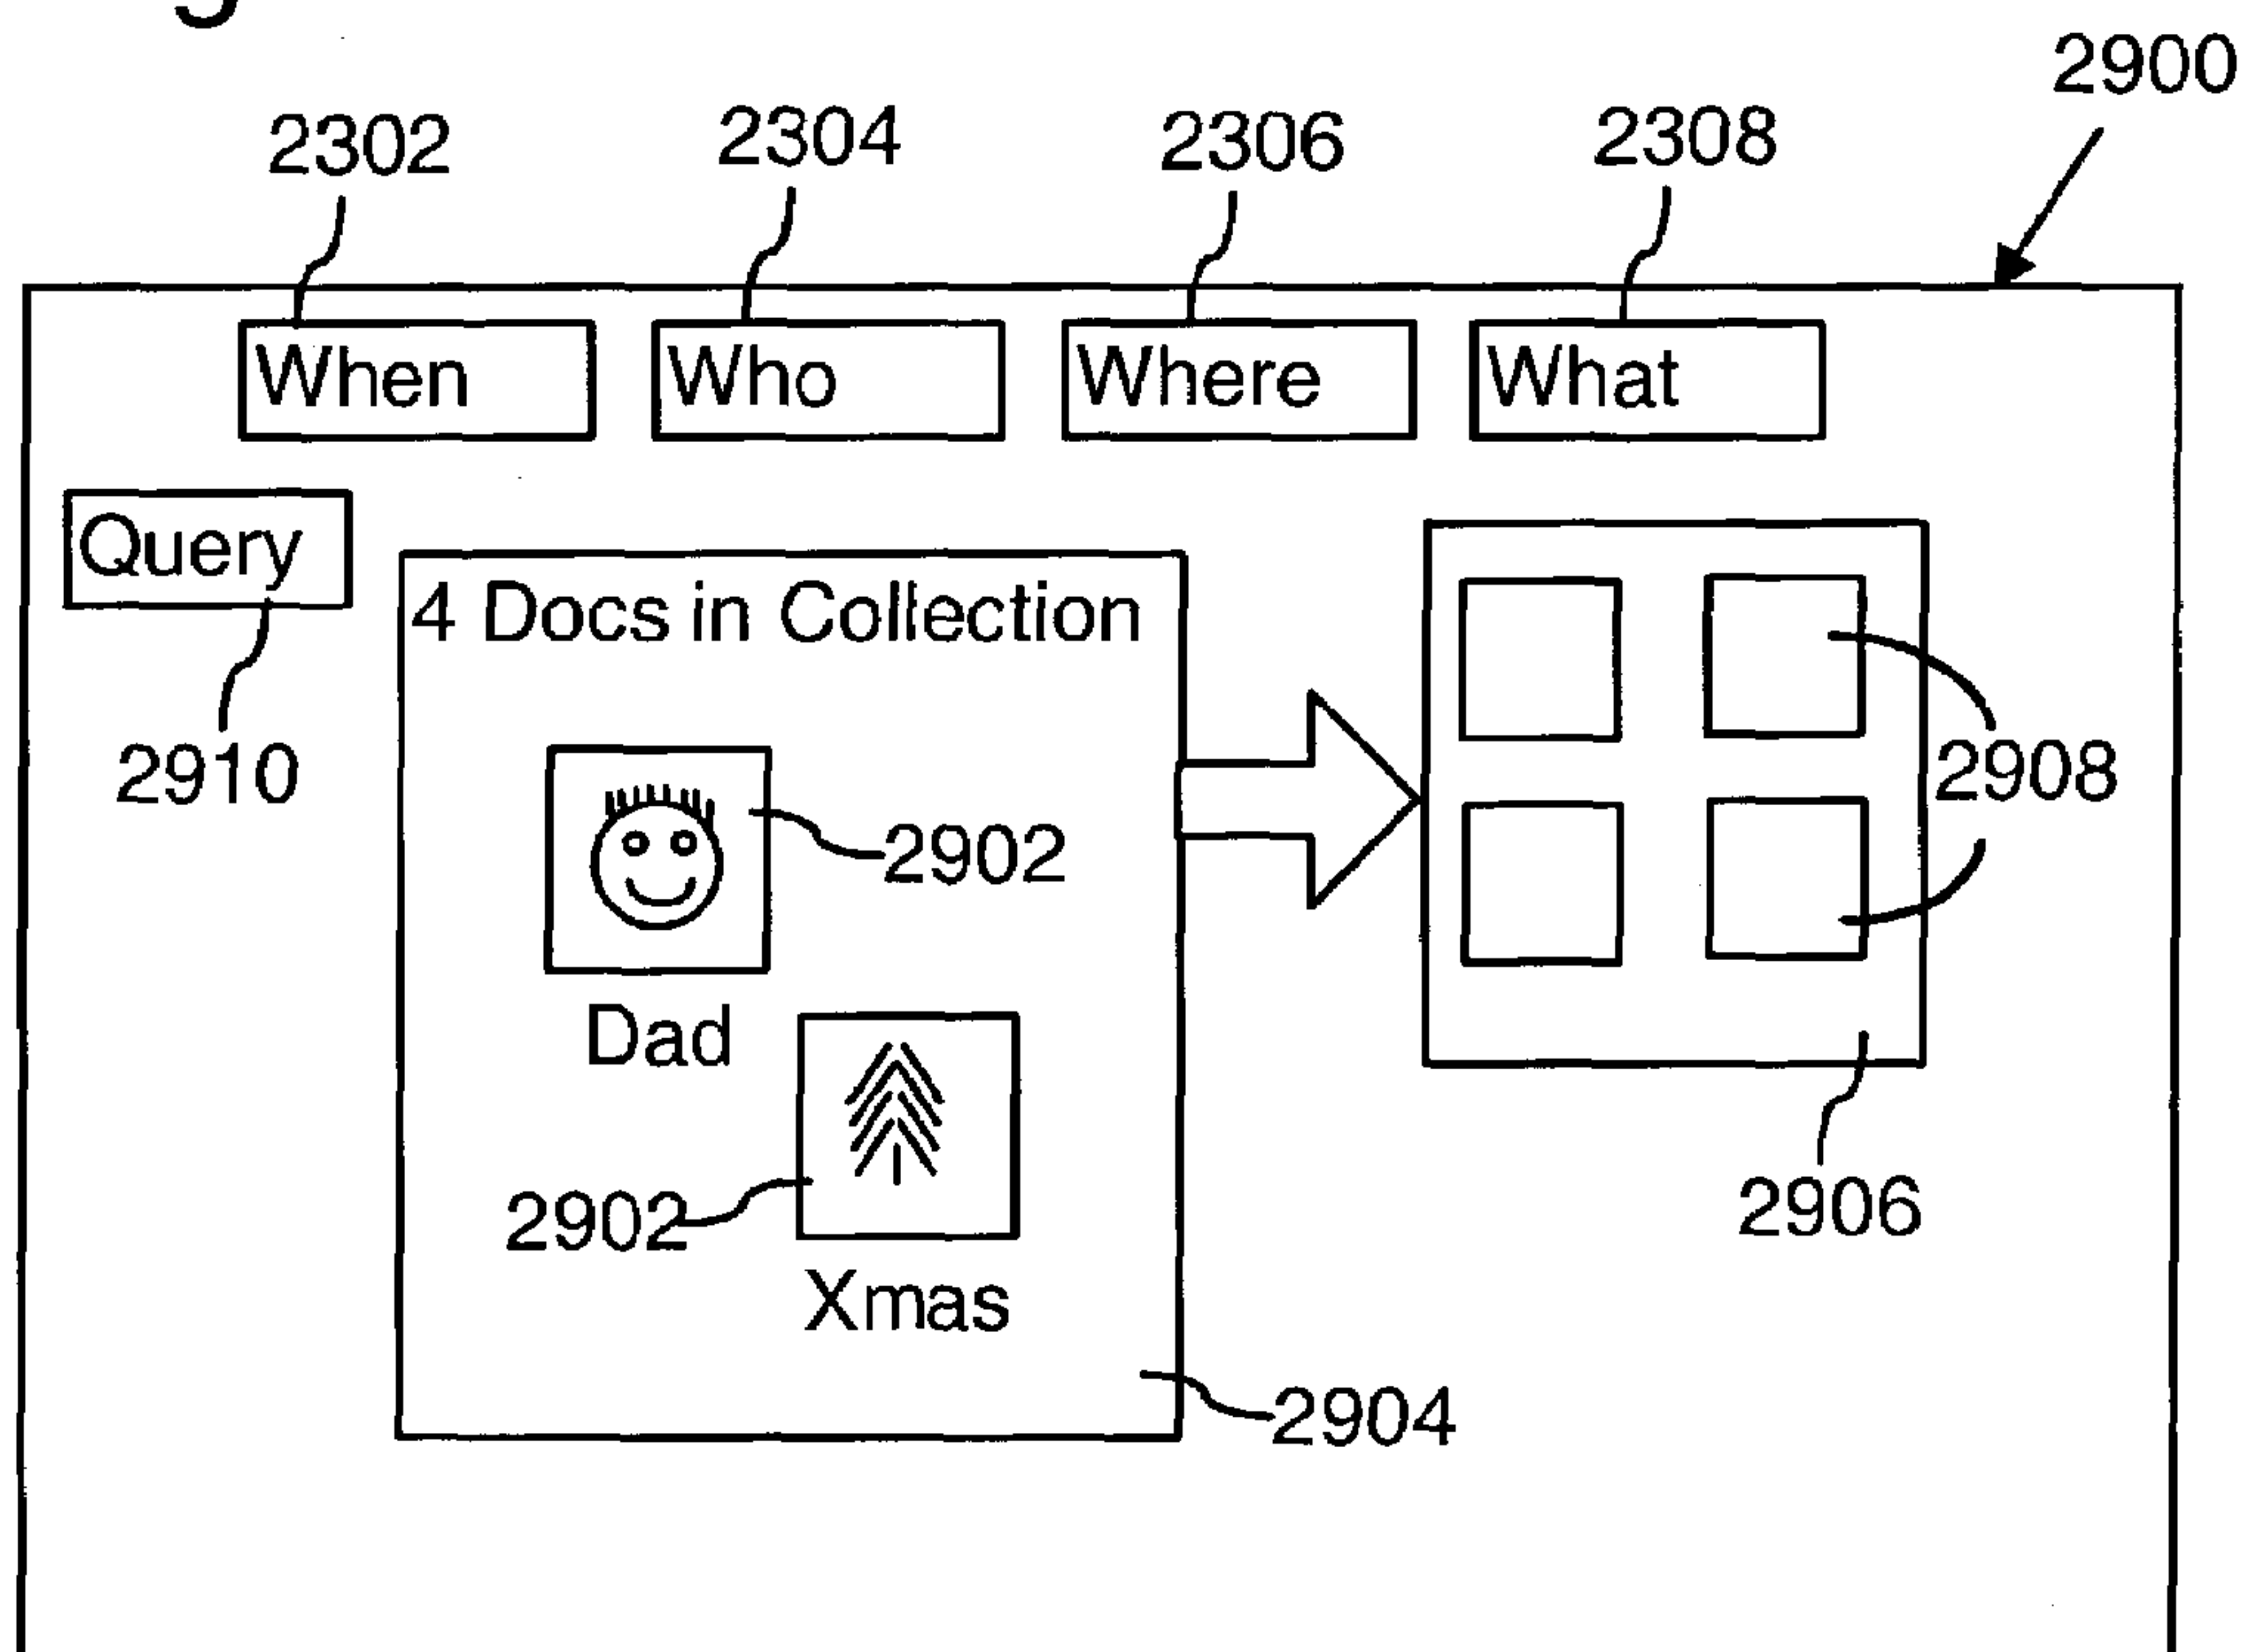 2900
2302 2304 2306 2308
When Who Where What
Query
4 Docs in Collection
2910
2908
2902
Dad
2902
Xmas
2906
2904